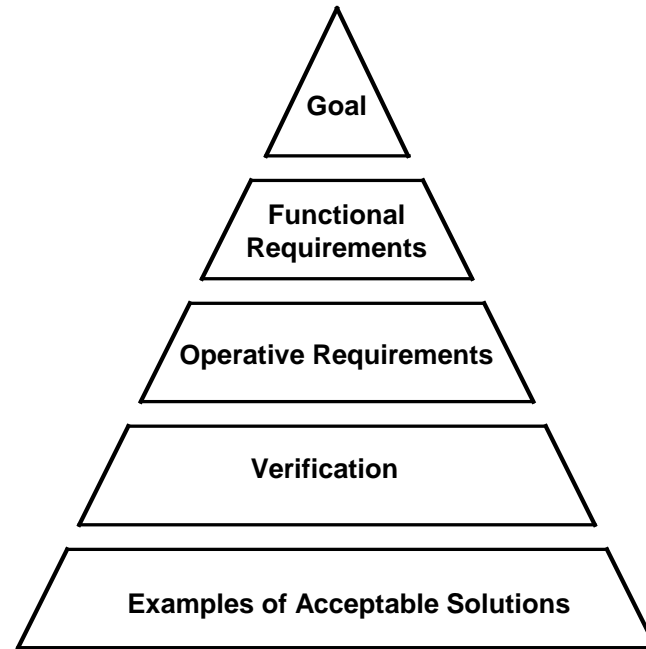 Goal
Functional
Requirements
Operative Requirements
Verification
Examples of Acceptable Solutions